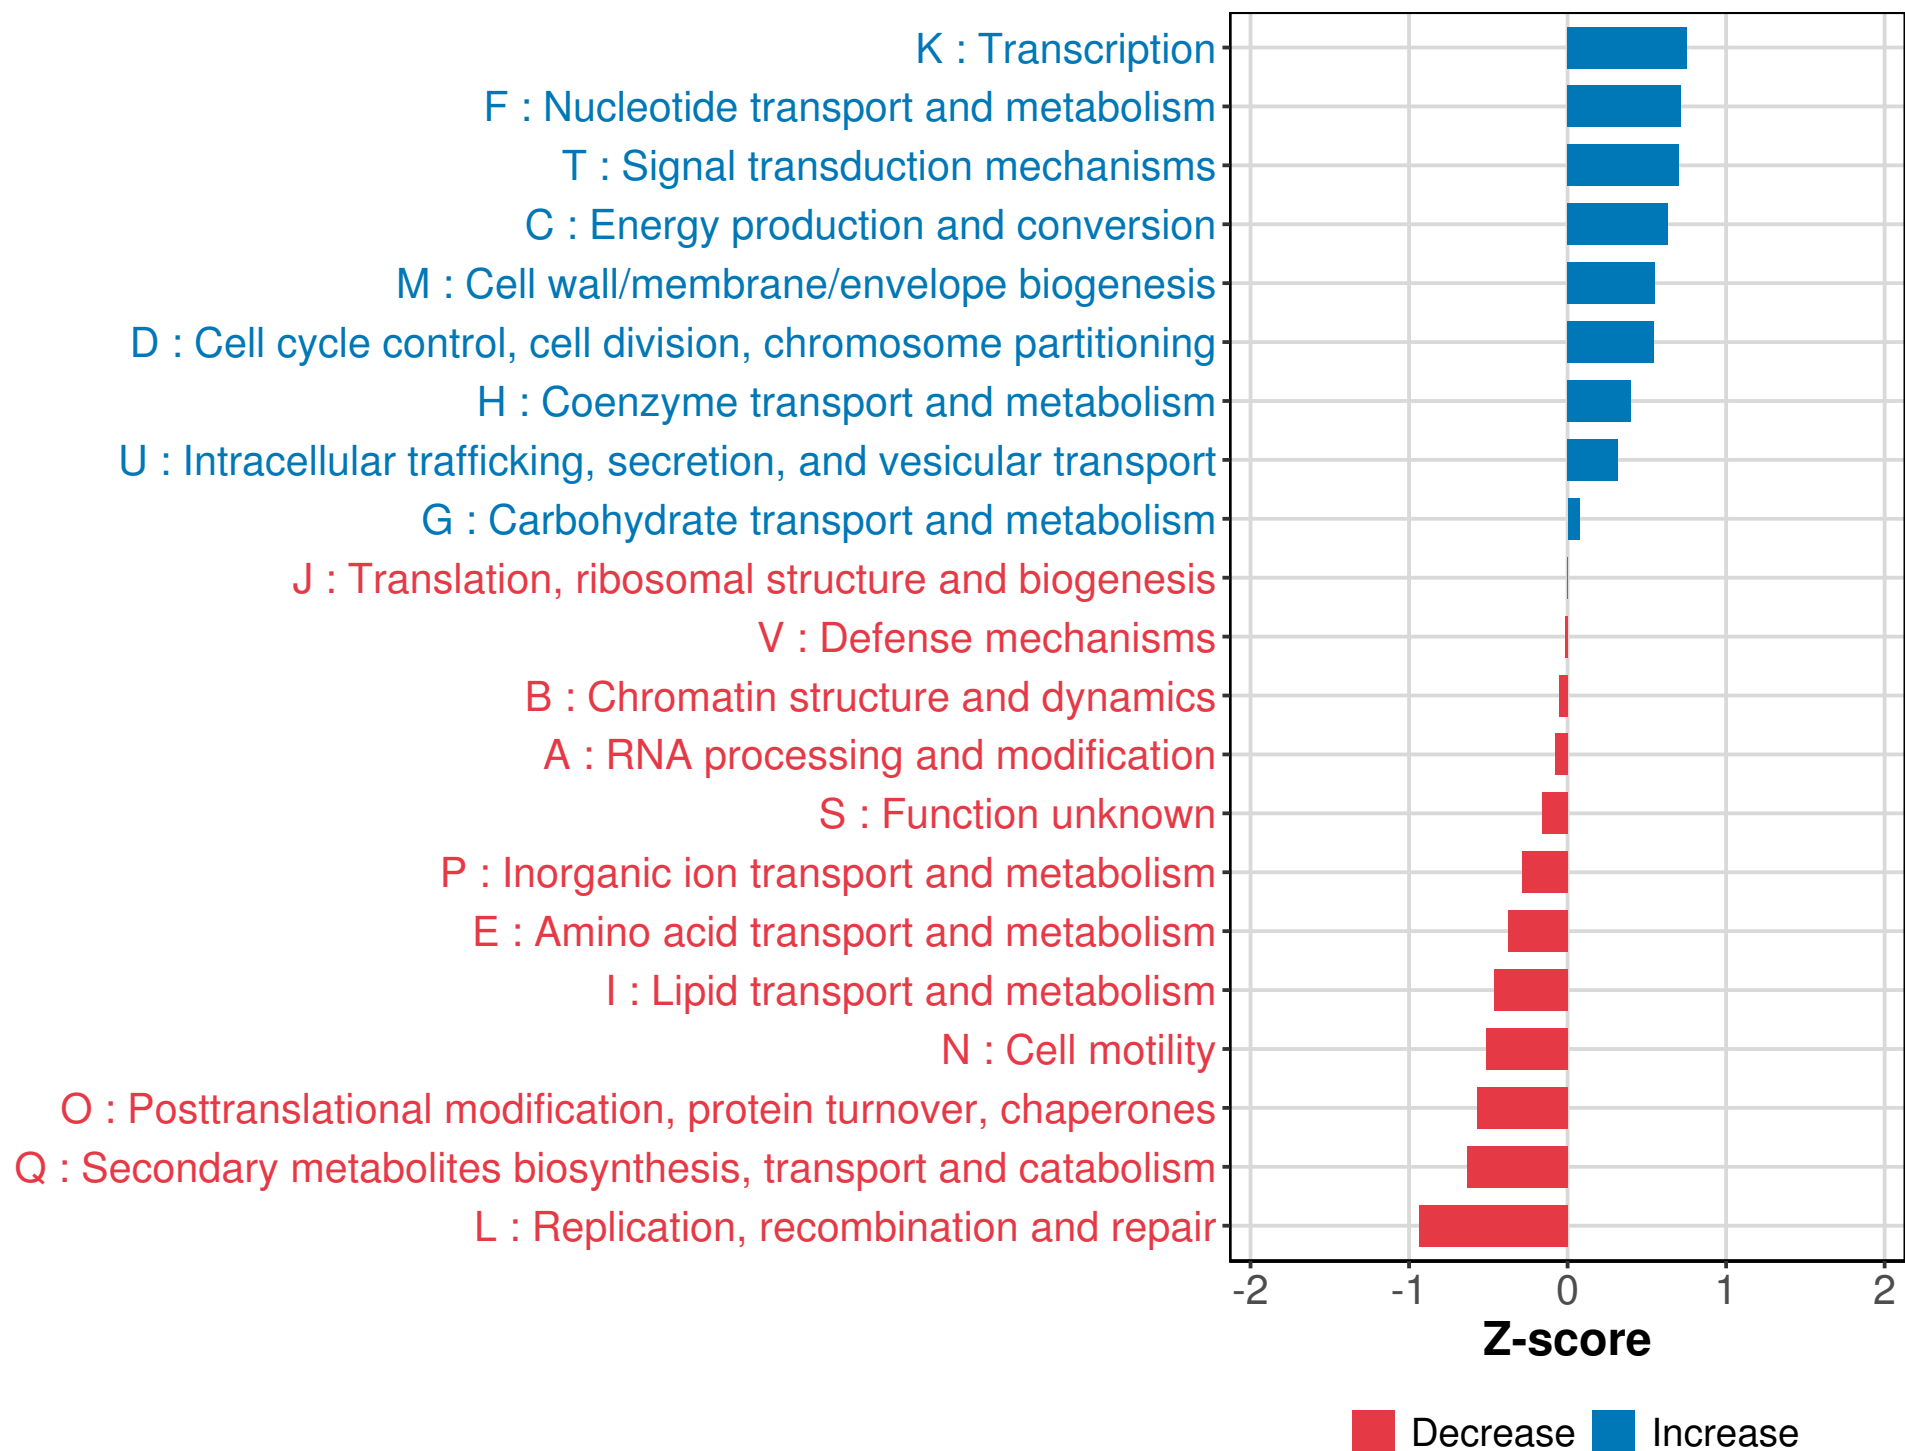 K : Transcription
F : Nucleotide transport and metabolism
T : Signal transduction mechanisms
C : Energy production and conversion
M : Cell wall/membrane/envelope biogenesis
D : Cell cycle control, cell division, chromosome partitioning
H : Coenzyme transport and metabolism
U : Intracellular trafficking, secretion, and vesicular transport
G : Carbohydrate transport and metabolism
J : Translation, ribosomal structure and biogenesis
V : Defense mechanisms
B : Chromatin structure and dynamics
A : RNA processing and modification
S : Function unknown
P : Inorganic ion transport and metabolism
E : Amino acid transport and metabolism
I : Lipid transport and metabolism
N : Cell motility
O : Posttranslational modification, protein turnover, chaperones
Q : Secondary metabolites biosynthesis, transport and catabolism
L : Replication, recombination and repair
-2 -1 0 1 2
Z-score
Decrease Increase